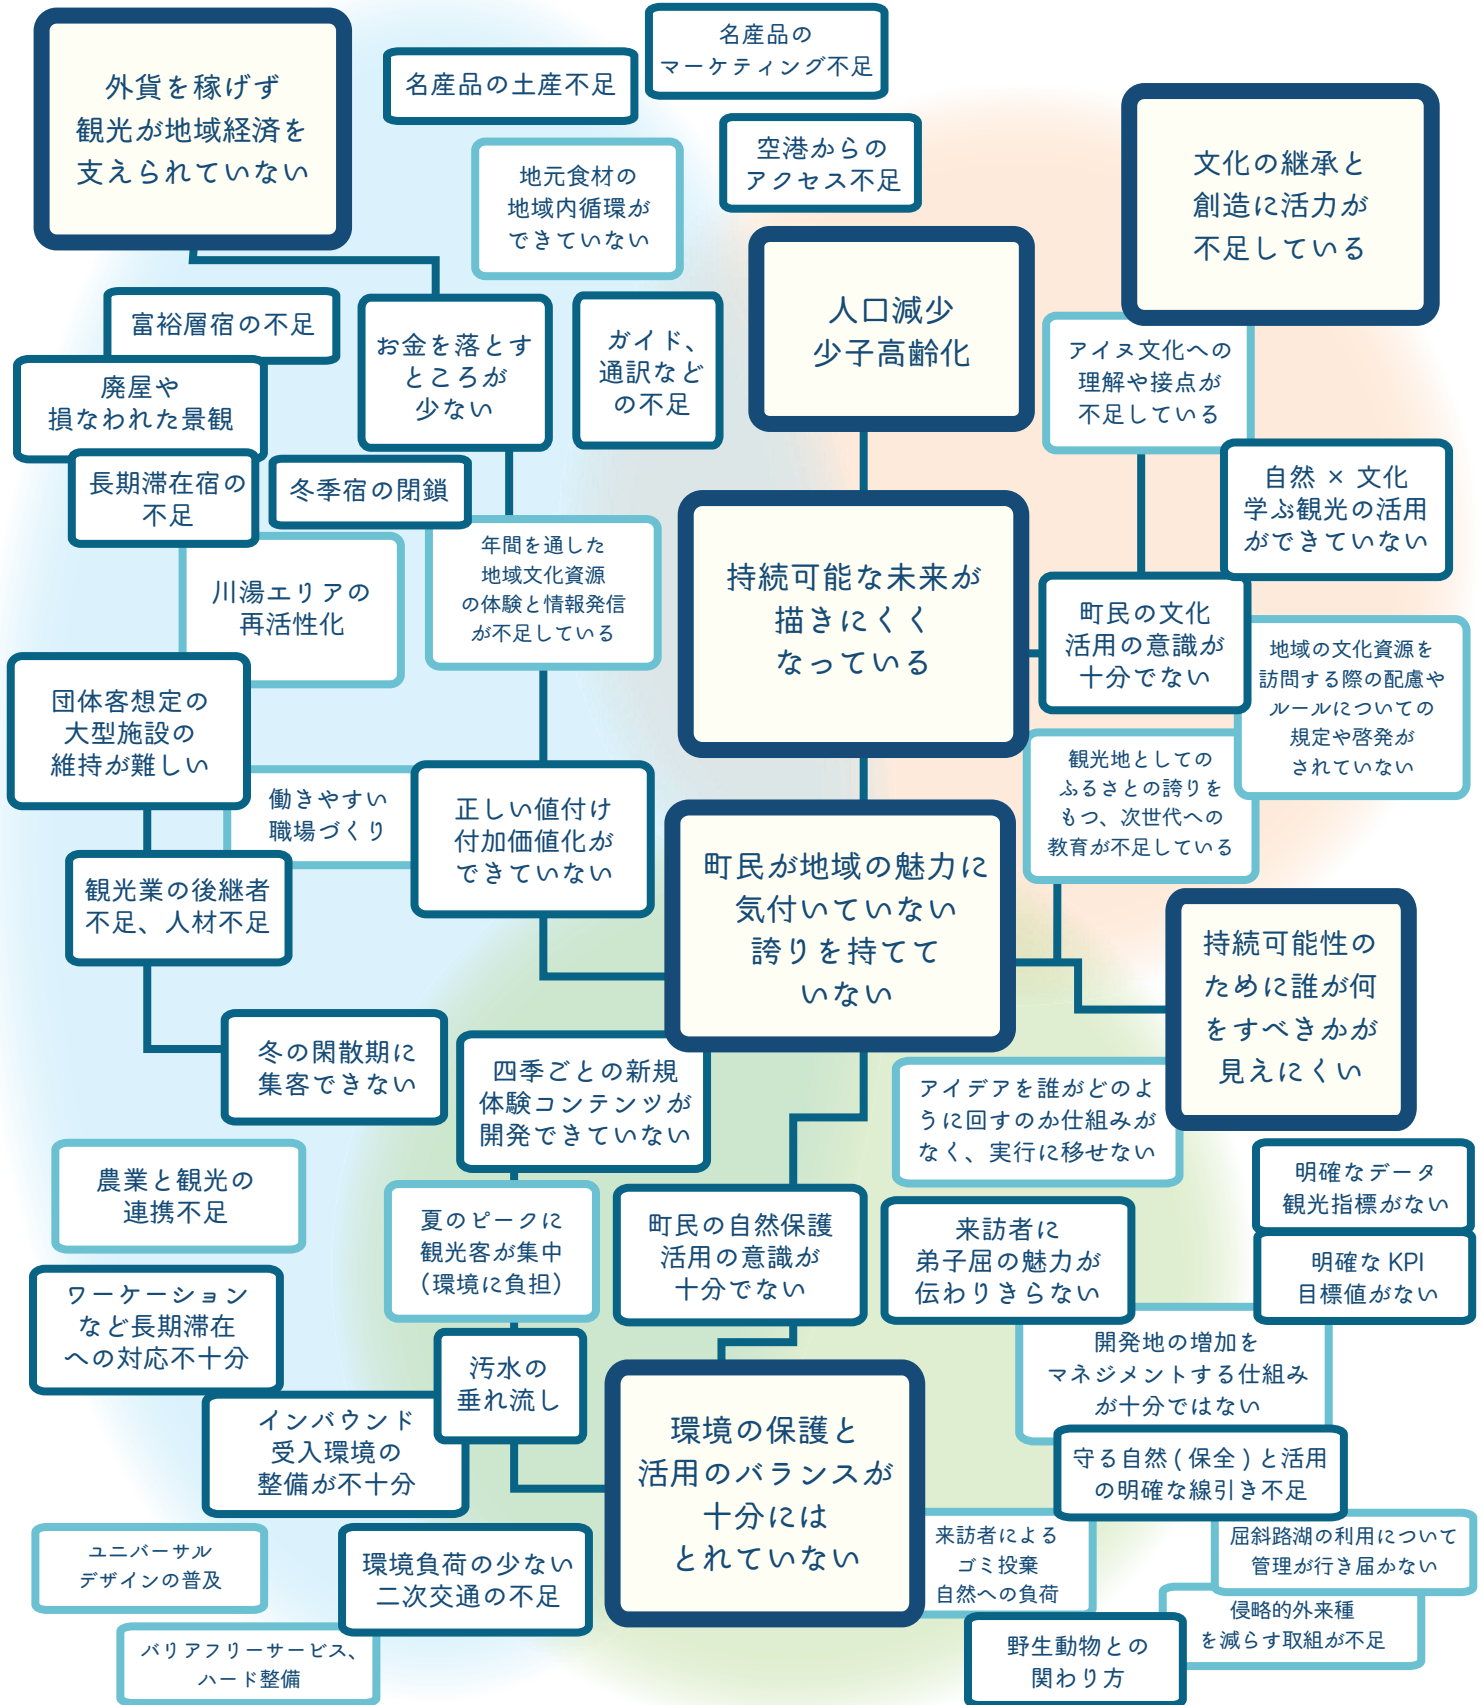 外貨を稼げず
観光が地域経済を
支えられていない
名産品の土産不足
名産品の
マーケティング不足
地元食材の
地域内循環が
できていない
空港からの
アクセス不足
文化の継承と
創造に活力が
不足している
人口減少
少子高齢化
富裕層宿の不足
お金を落とす
ところが
少ない
ガイド、
通訳など
の不足
アイヌ文化への
理解や接点が
不足している
廃屋や
損なわれた景観
長期滞在宿の
不足
冬季宿の閉鎖
自然 × 文化
学ぶ観光の活用
ができていない
年間を通した
地域文化資源
の体験と情報発信
が不足している
持続可能な未来が
描きにくく
なっている
川湯エリアの
再活性化
町民の文化
活用の意識が
十分でない
地域の文化資源を
訪問する際の配慮や
ルールについての
規定や啓発が
されていない
団体客想定の
大型施設の
維持が難しい
働きやすい
職場づくり
正しい値付け
付加価値化が
できていない
観光地としての
ふるさとの誇りを
もつ、次世代への
教育が不足している
町民が地域の魅力に
気付いていない
誇りを持てて
いない
観光業の後継者
不足、人材不足
持続可能性の
ために誰が何
をすべきかが
見えにくい
冬の閑散期に
集客できない
四季ごとの新規
体験コンテンツが
開発できていない
アイデアを誰がどのよ
うに回すのか仕組みが
なく、実行に移せない
農業と観光の
連携不足
明確なデータ
観光指標がない
夏のピークに
観光客が集中
(環境に負担)
町民の自然保護
活用の意識が
十分でない
来訪者に
弟子屈の魅力が
伝わりきらない
明確な KPI
目標値がない
ワーケーション
など長期滞在
への対応不十分
汚水の
垂れ流し
開発地の増加を
マネジメントする仕組み
が十分ではない
インバウンド
受入環境の
整備が不十分
環境の保護と
活用のバランスが
十分には
とれていない
守る自然 ( 保全 ) と活用
の明確な線引き不足
ユニバーサル
デザインの普及
環境負荷の少ない
二次交通の不足
来訪者による
ゴミ投棄
自然への負荷
屈斜路湖の利用について
管理が行き届かない
侵略的外来種
を減らす取組が不足
バリアフリーサービス、
ハード整備
野生動物との
関わり方